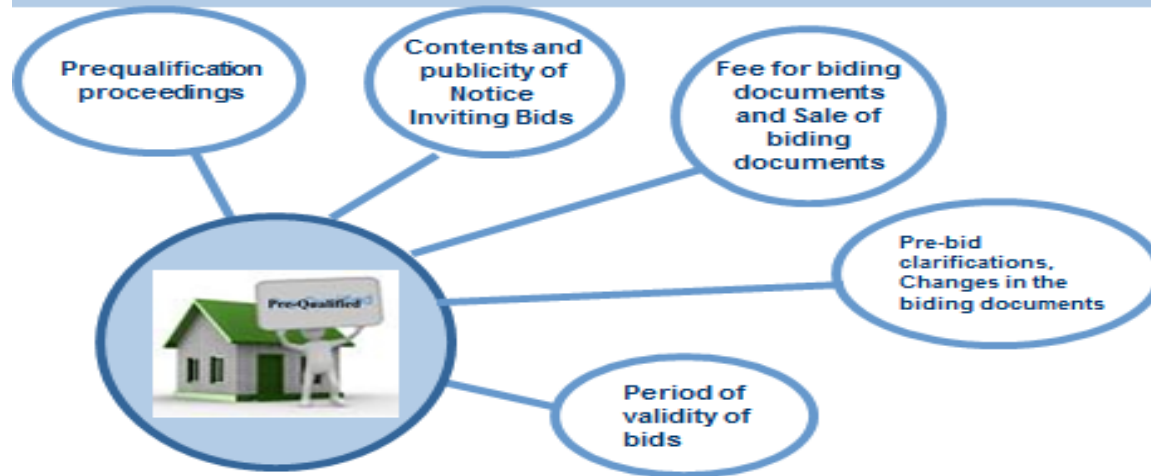 Prequalification
proceedings
Contents and
publicity of
Notice
Inviting Bids
Fee for biding
documents
and Sale of
biding
documents
Pre-bid
clarifications,
Changes in the
biding documents
Pre-Qualified
Period of
validity of
bids